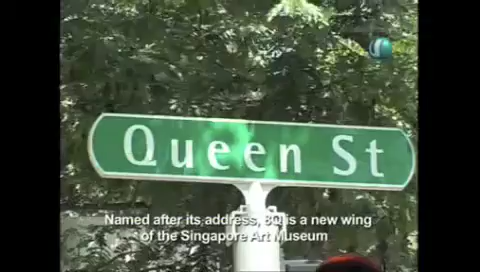 Queen St
Named after its address, 8Q is a new wing
of the Singapore Art Museum